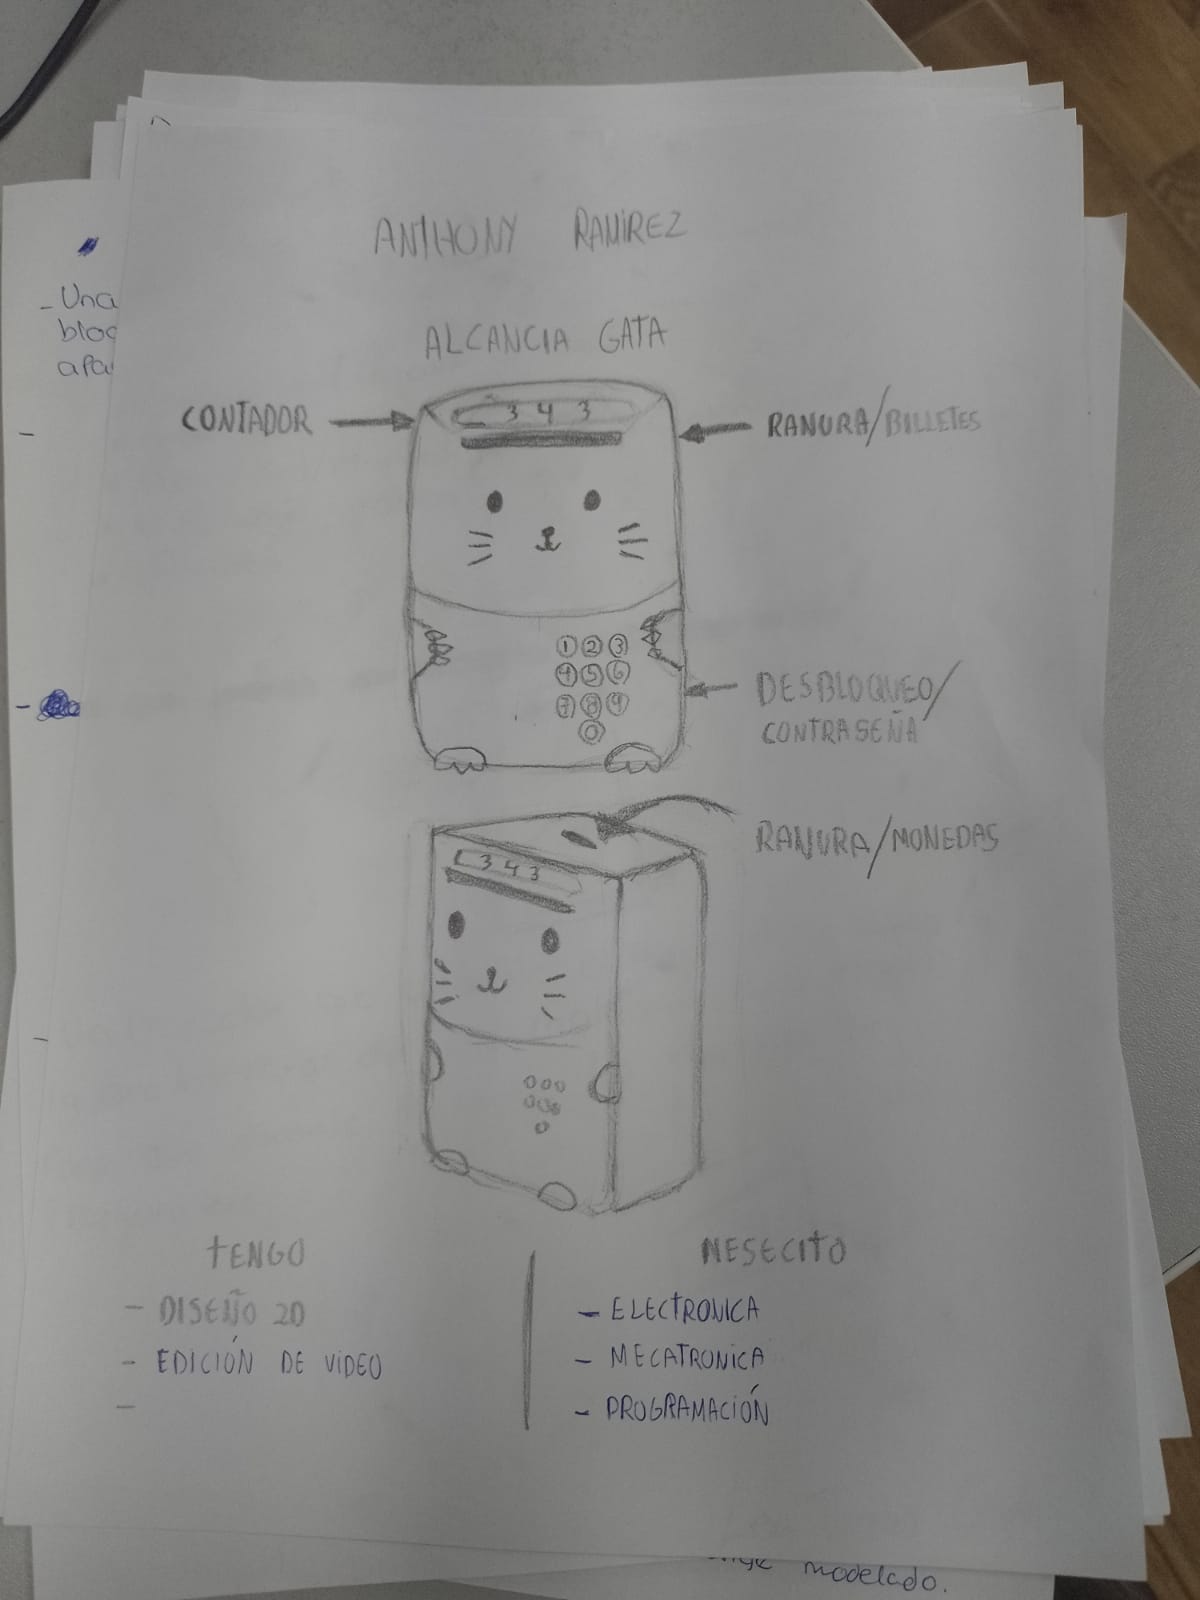 ANTHONY RAMIREZ
- Una
bloq
apa
ALCANCIA GATA
CONTADOR
343
RANURA/BILLETES
1 2 3
4 5 6
7 8 9
0
DESBLOQUEO/
CONTRASEÑA
RANURA/MONEDAS
343
TENGO
- DISEÑO 2D
- EDICIÓN DE VIDEO
-
NESECITO
- ELECTRONICA
- MECATRONICA
- PROGRAMACIÓN
modelado.